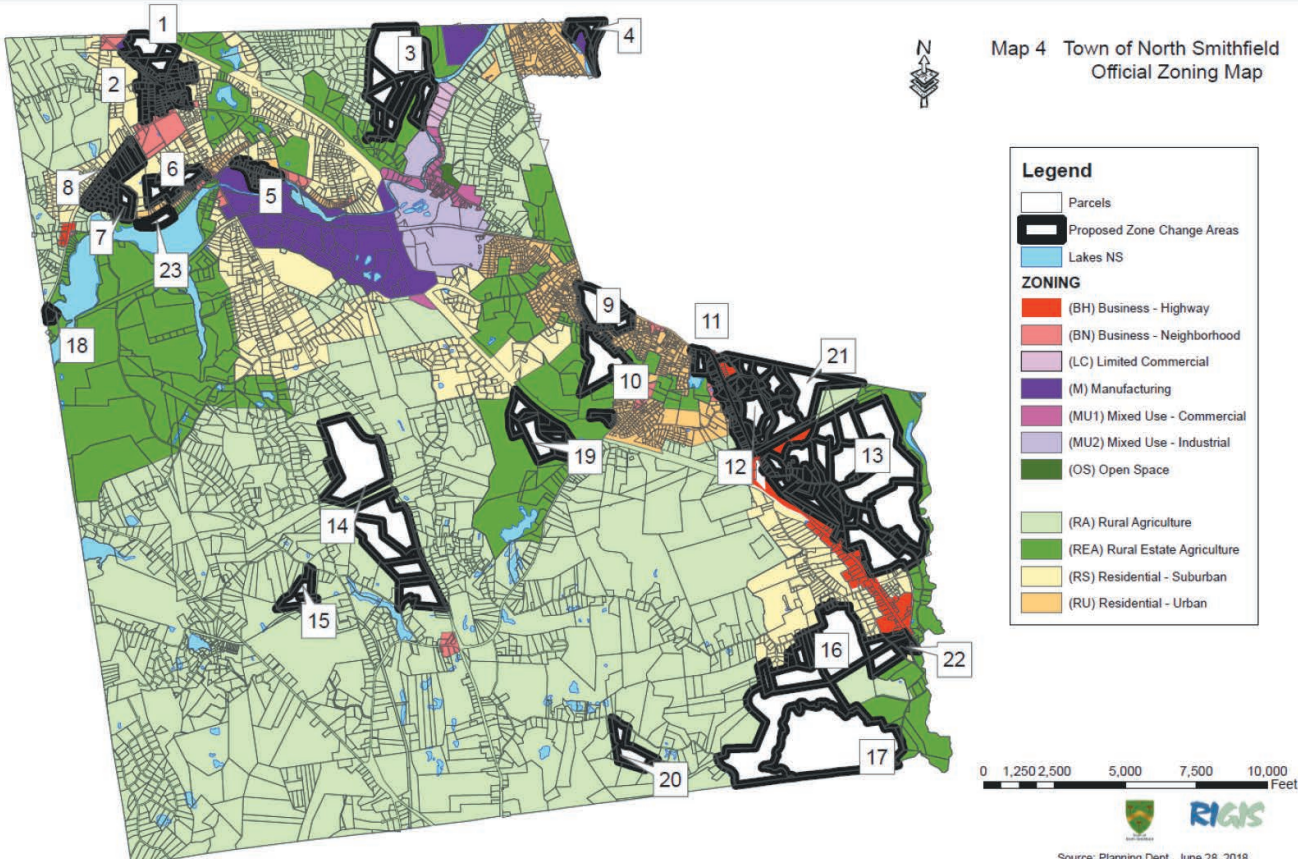 1
2
3
4
5
6
7
8
9
10
11
12
13
14
15
16
17
18
19
20
21
22
23
N
Map 4 Town of North Smithfield
Official Zoning Map
Legend
Parcels
Proposed Zone Change Areas
Lakes NS
ZONING
(BH) Business - Highway
(BN) Business - Neighborhood
(LC) Limited Commercial
(M) Manufacturing
(MU1) Mixed Use - Commercial
(MU2) Mixed Use - Industrial
(OS) Open Space
(RA) Rural Agriculture
(REA) Rural Estate Agriculture
(RS) Residential - Suburban
(RU) Residential - Urban
0 1,250 2,500 5,000 7,500 10,000
Feet
RIGIS
Source: Planning Dept. June 28, 2018